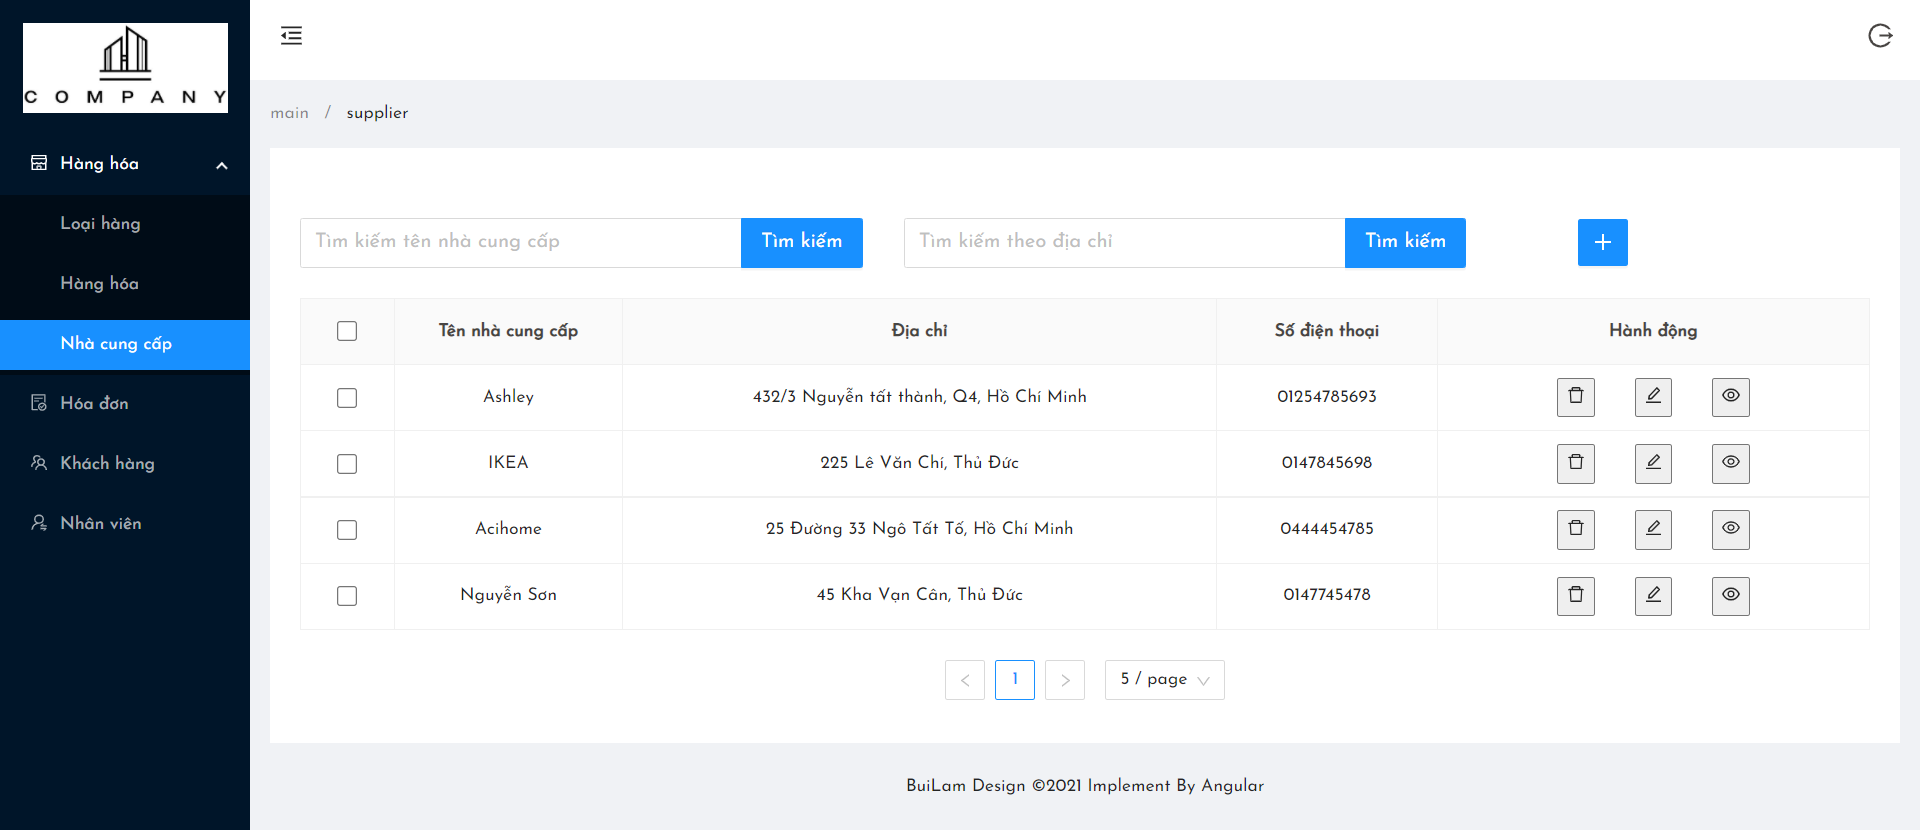 COMPANY
Hàng hóa
Loại hàng
Hàng hóa
Nhà cung cấp
Hóa đơn
Khách hàng
Nhân viên
main / supplier
Tìm kiếm tên nhà cung cấp Tìm kiếm Tìm kiếm theo địa chỉ Tìm kiếm
Tên nhà cung cấp Địa chỉ Số điện thoại Hành động
Ashley 432/3 Nguyễn tất thành, Q4, Hồ Chí Minh 01254785693
IKEA 225 Lê Văn Chí, Thủ Đức 0147845698
Acihome 25 Đường 33 Ngô Tất Tố, Hồ Chí Minh 0444454785
Nguyễn Sơn 45 Kha Vạn Cân, Thủ Đức 0147745478
< 1 > 5 / page
BuiLam Design ©2021 Implement By Angular